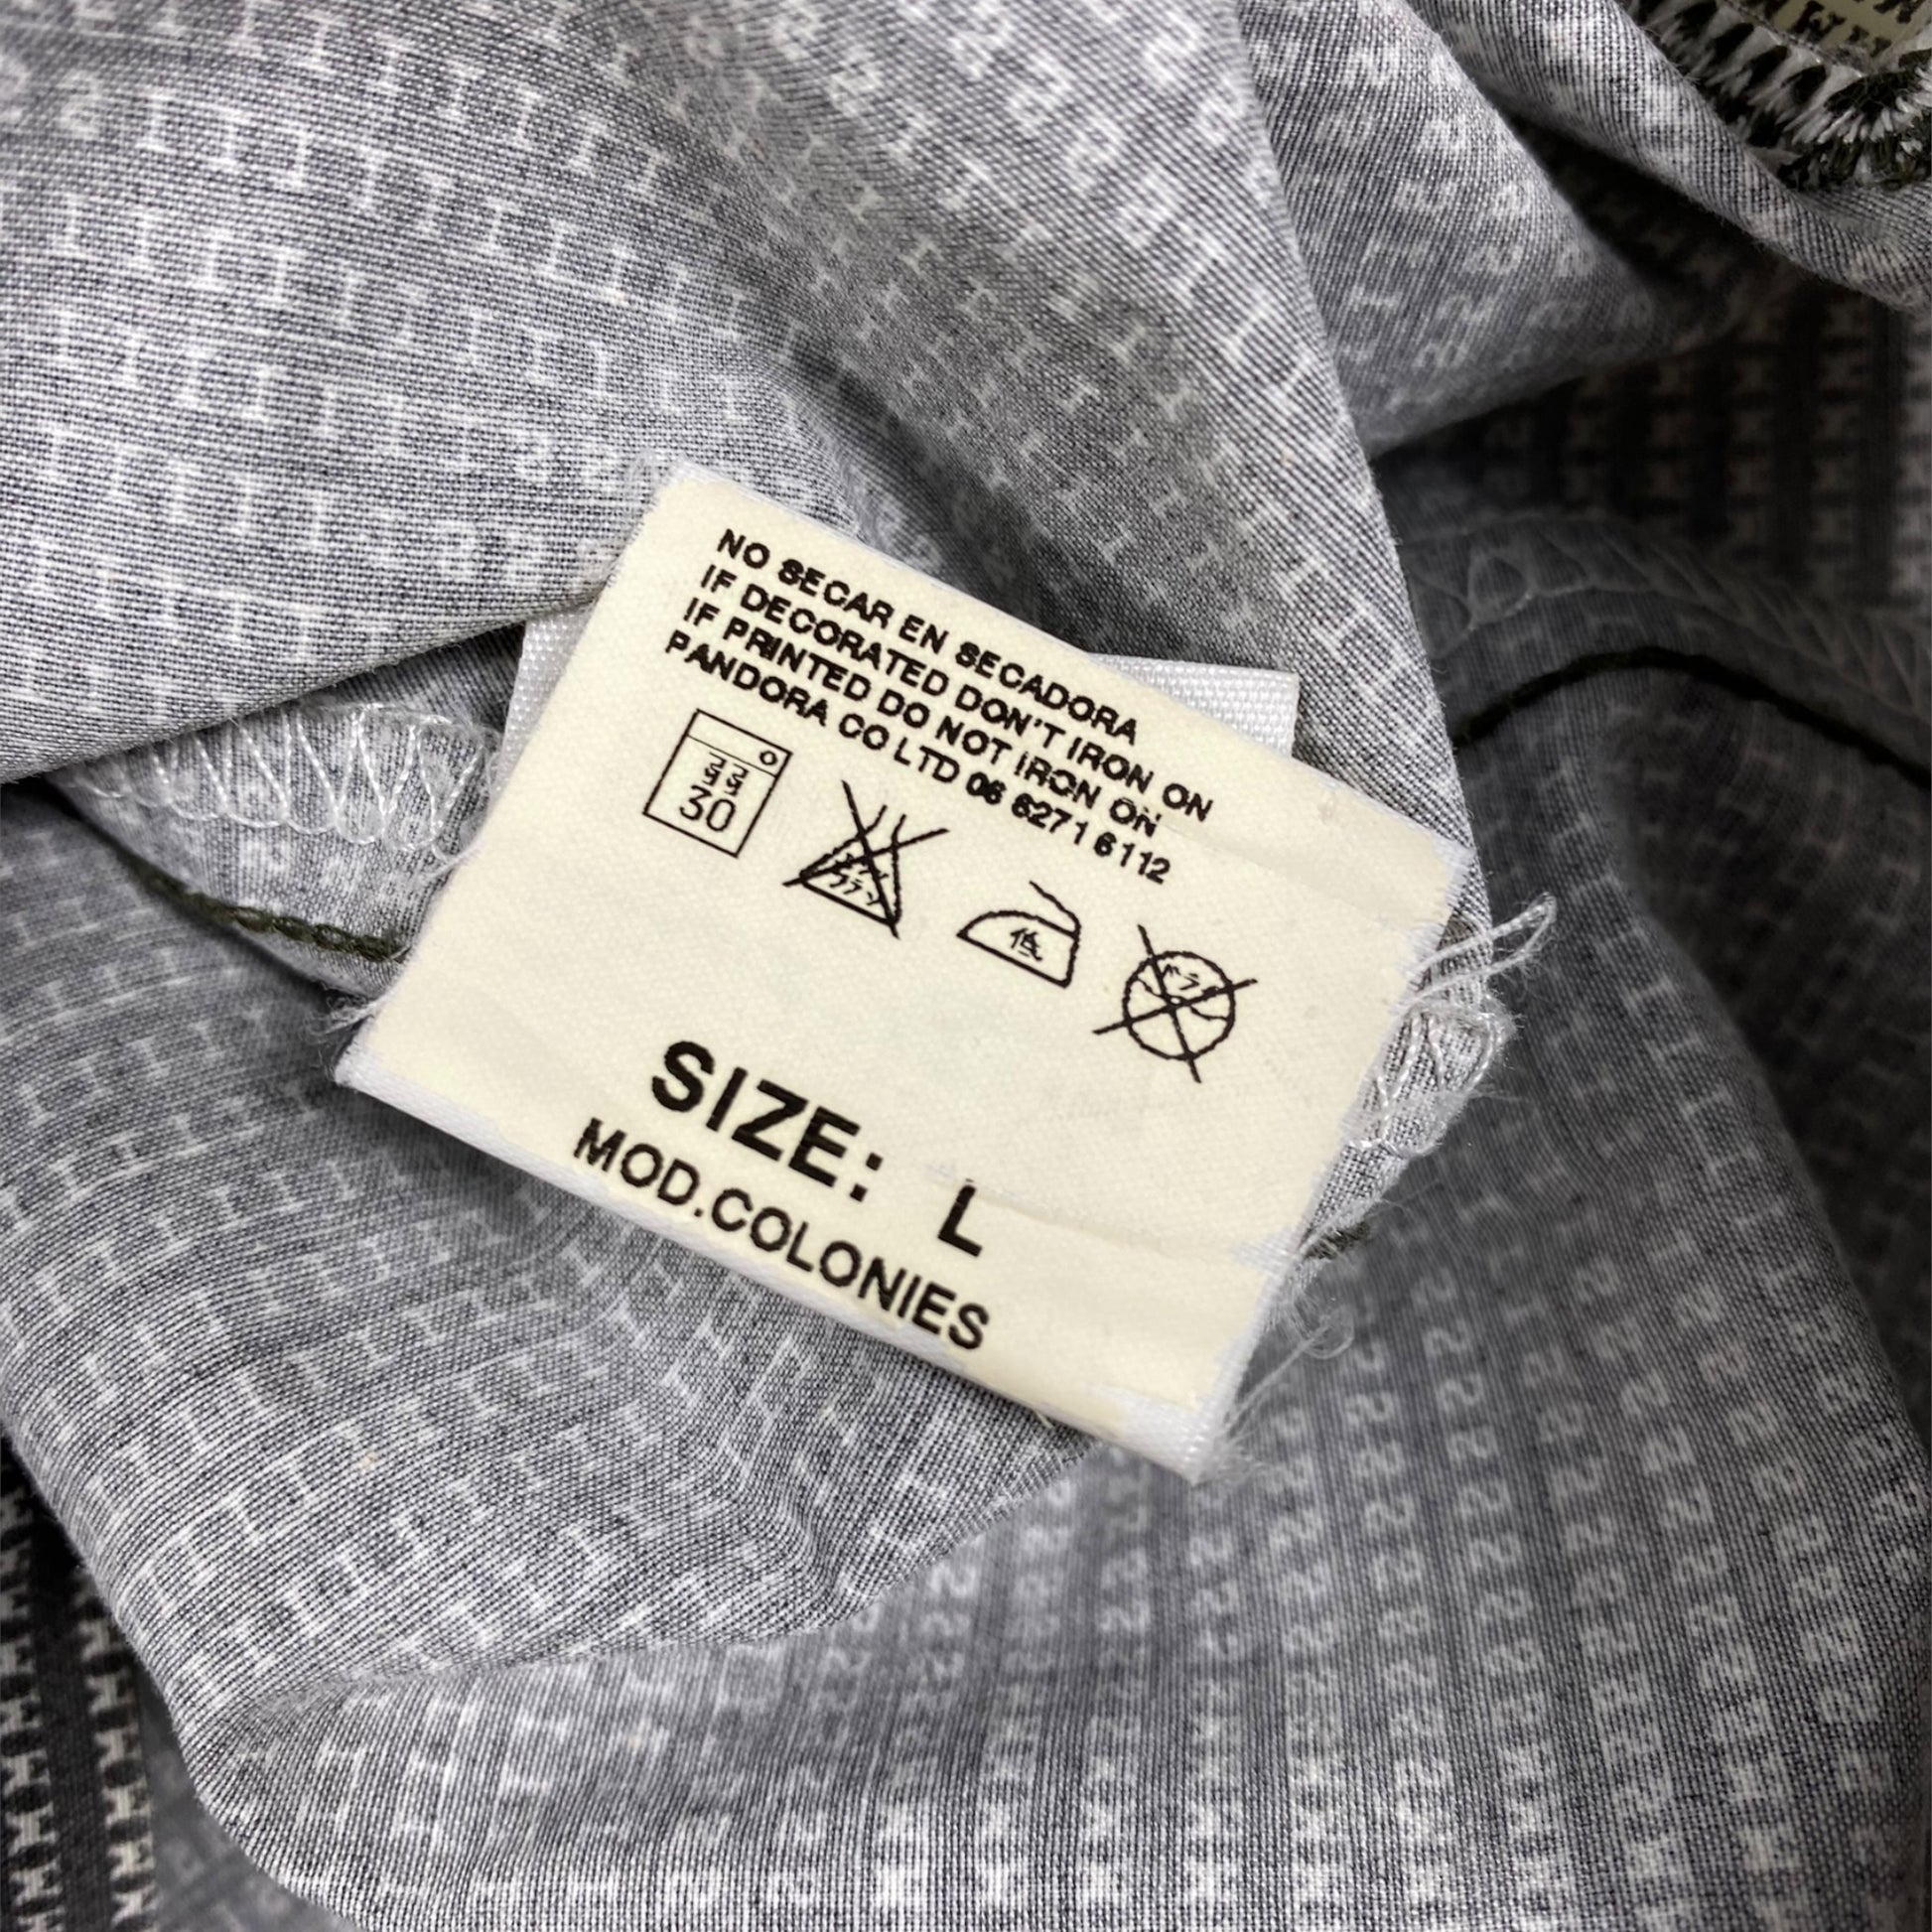 NO SECAR EN SECADORA
IF DECORATED DON'T IRON ON
IF PRINTED DO NOT IRON ON
PANDORA CO LTD 06 6271 6112
30
低
SIZE: L
MOD.COLONIES